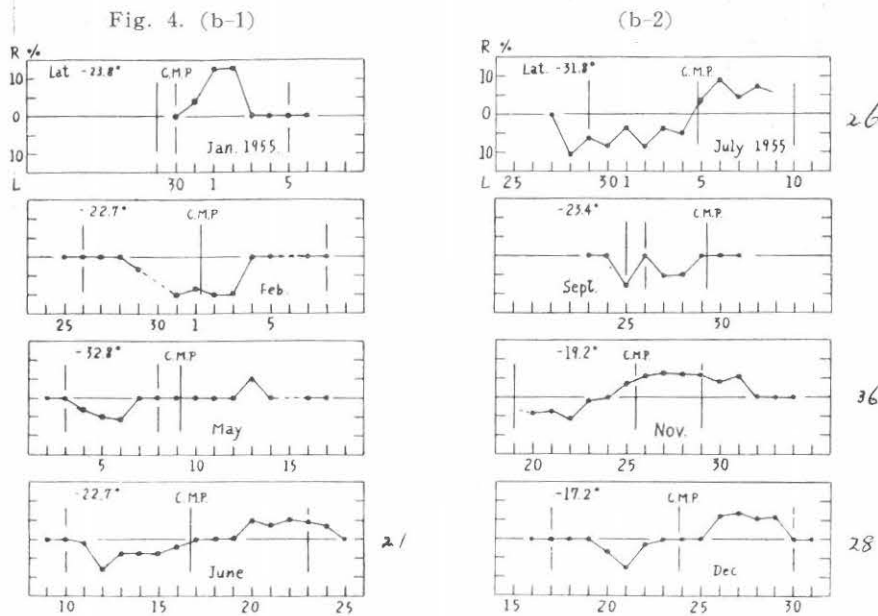 Fig. 4. (b-1)
R %
Lat -23.8° C.M.P
10
0
10
Jan. 1955
L 30 1 5
-22.7° C.M.P
Feb.
25 30 1 5
-32.8° C.M.P
May
5 10 15
-22.7° C.M.P
June
10 15 20 25
21
(b-2)
R %
Lat. -31.8° C.M.P.
10
0
10
July 1955
L 25 30 1 5 10
26
-23.4° C.M.P.
Sept.
25 30
-19.2° C.M.P.
Nov.
20 25 30
36
-17.2° C.M.P
Dec
15 20 25 30
28